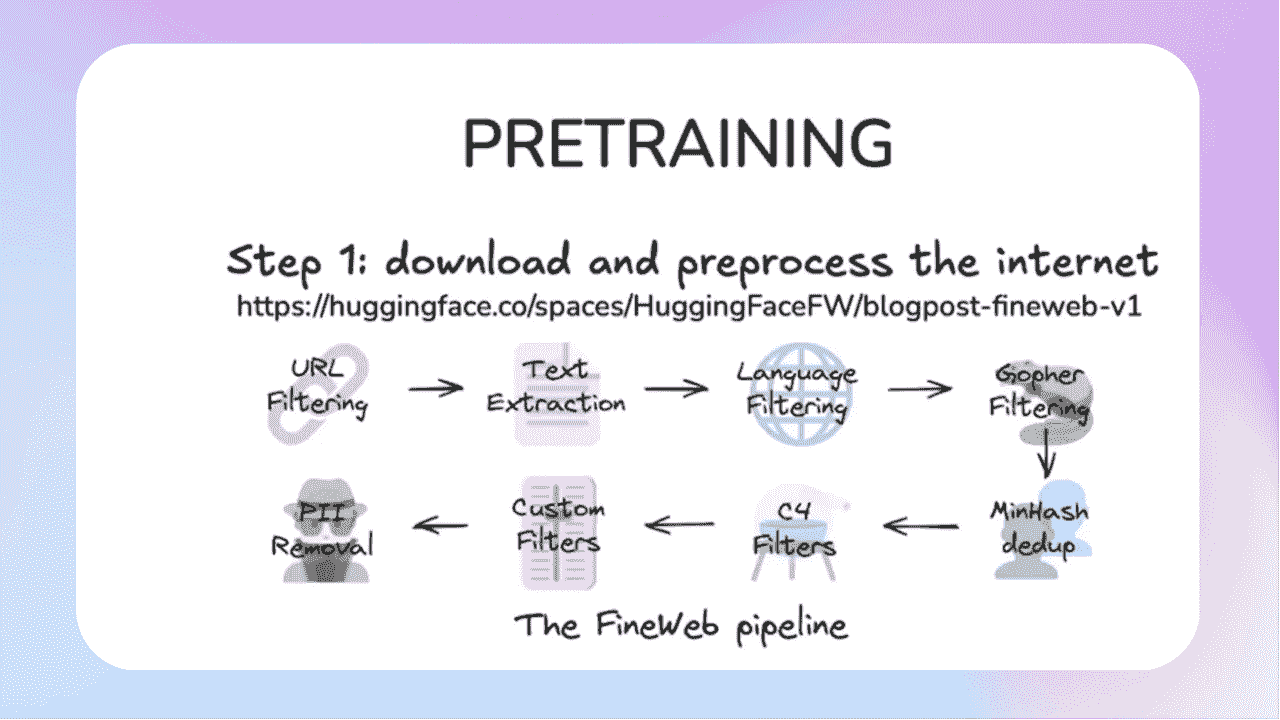 PRETRAINING
Step 1: download and preprocess the internet
https://huggingface.co/spaces/HuggingFaceFW/blogpost-fineweb-v1
URL
Filtering
Text
Extraction
Language
Filtering
Gopher
Filtering
MinHash
dedup
C4
Filters
Custom
Filters
PII
Removal
The FineWeb pipeline